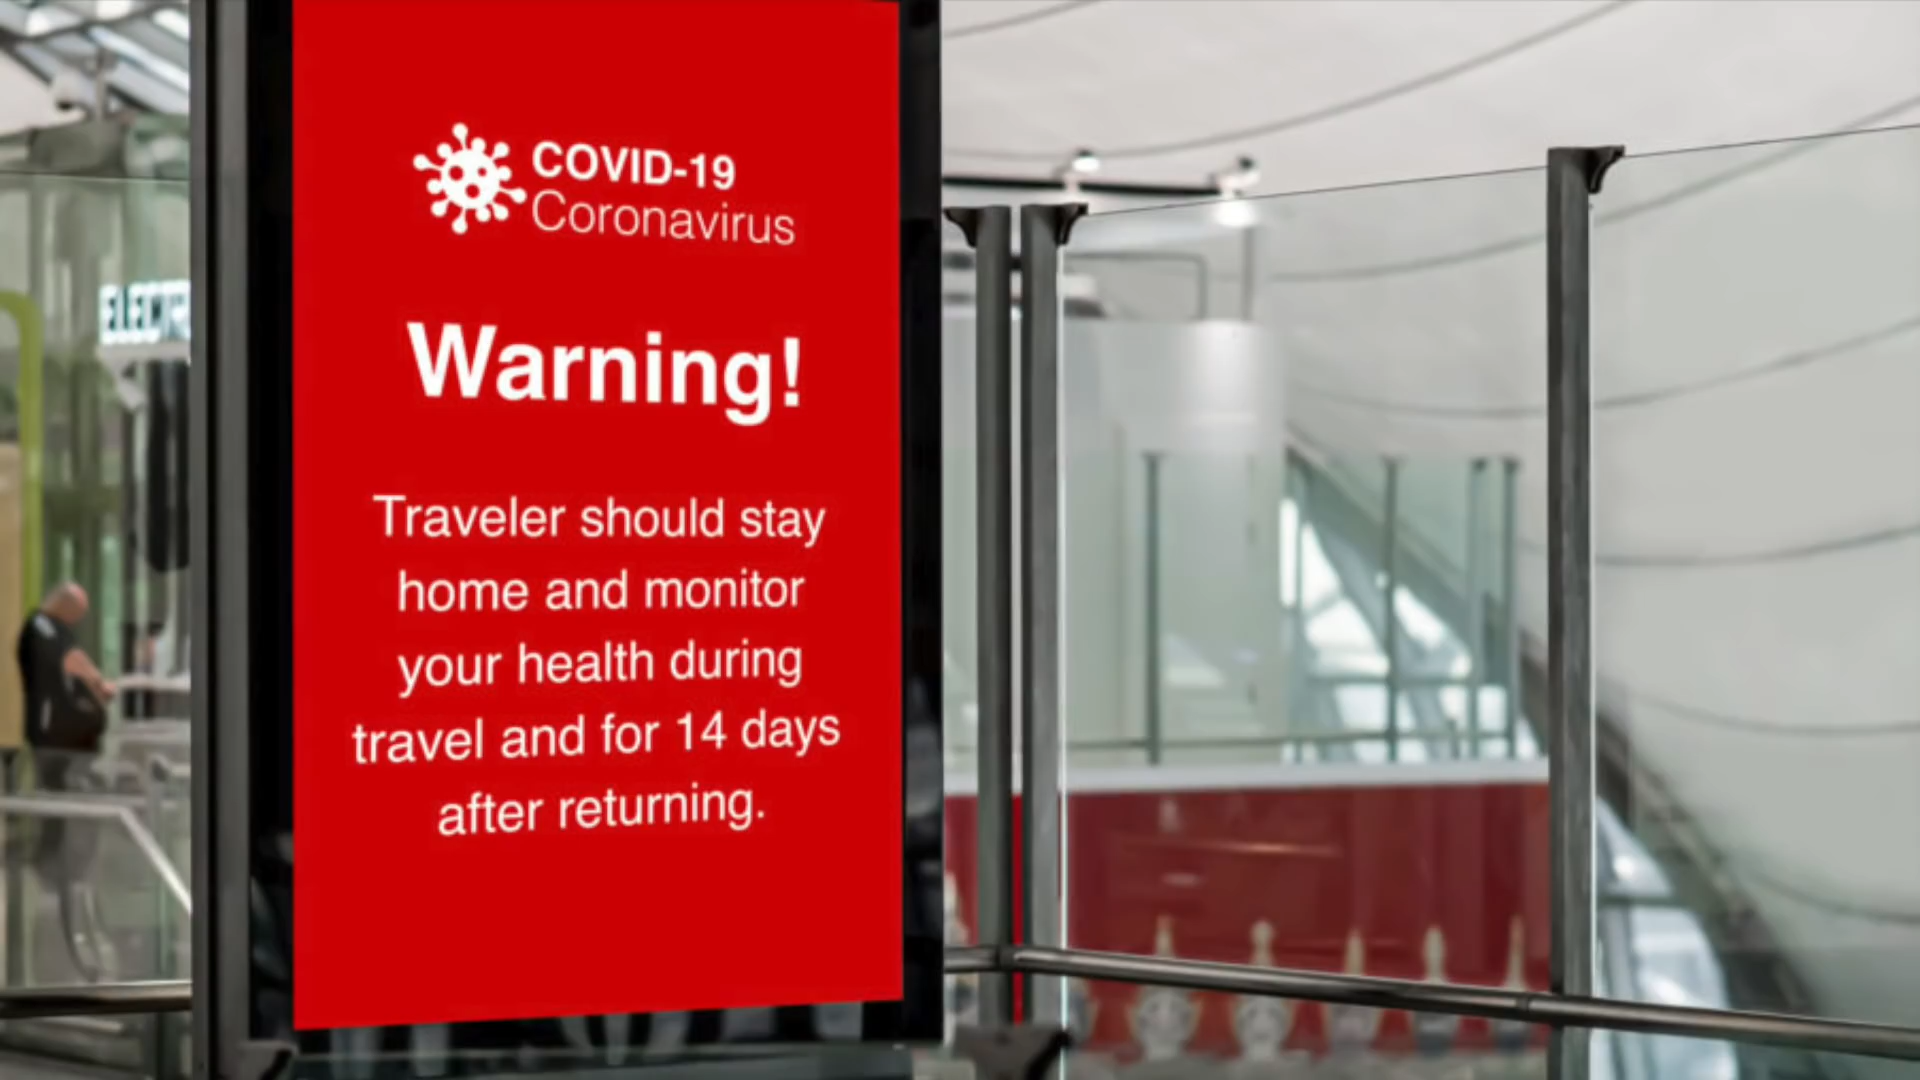 COVID-19
Coronavirus
Warning!
Traveler should stay
home and monitor
your health during
travel and for 14 days
after returning.